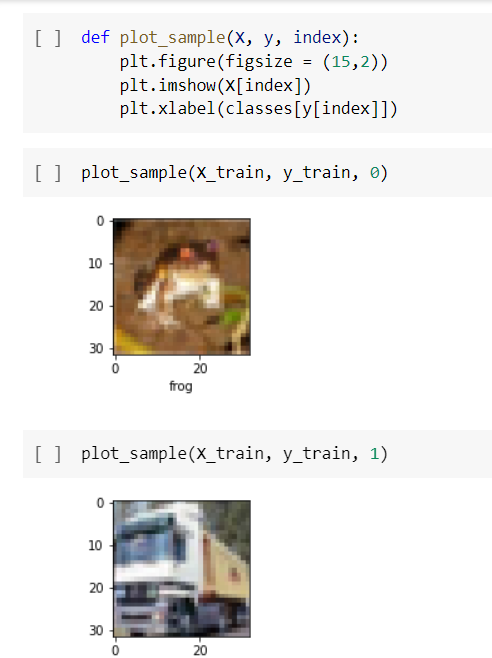 [ ] def plot_sample(X, y, index):
plt.figure(figsize = (15,2))
plt.imshow(X[index])
plt.xlabel(classes[y[index]])
[ ] plot_sample(X_train, y_train, 0)
0
10
20
30
0 20
frog
[ ] plot_sample(X_train, y_train, 1)
0
10
20
30
0 20